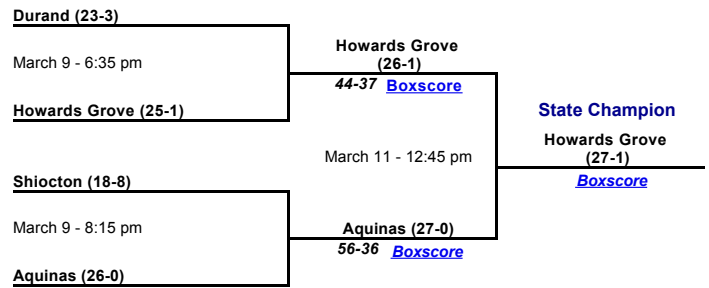 Durand (23-3)
March 9 - 6:35 pm
Howards Grove (25-1)
Howards Grove
(26-1)
44-37 Boxscore
Shiocton (18-8)
March 9 - 8:15 pm
Aquinas (26-0)
Aquinas (27-0)
56-36 Boxscore
March 11 - 12:45 pm
State Champion
Howards Grove
(27-1)
Boxscore